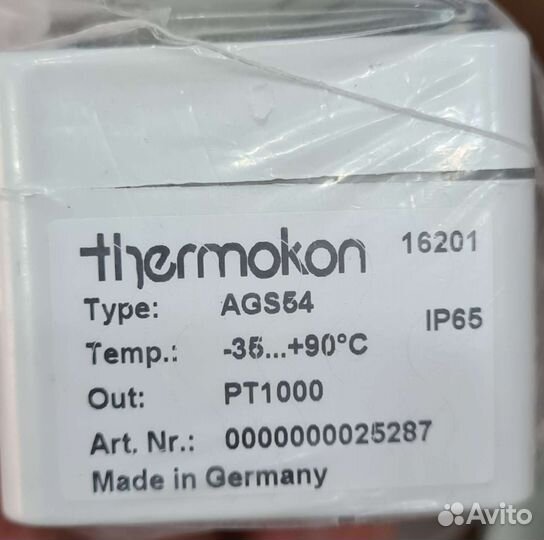 thermokon 16201
Type: AGS54
IP65
Temp.: -35...+90°C
Out: PT1000
Art. Nr.: 0000000025287
Made in Germany
Avito